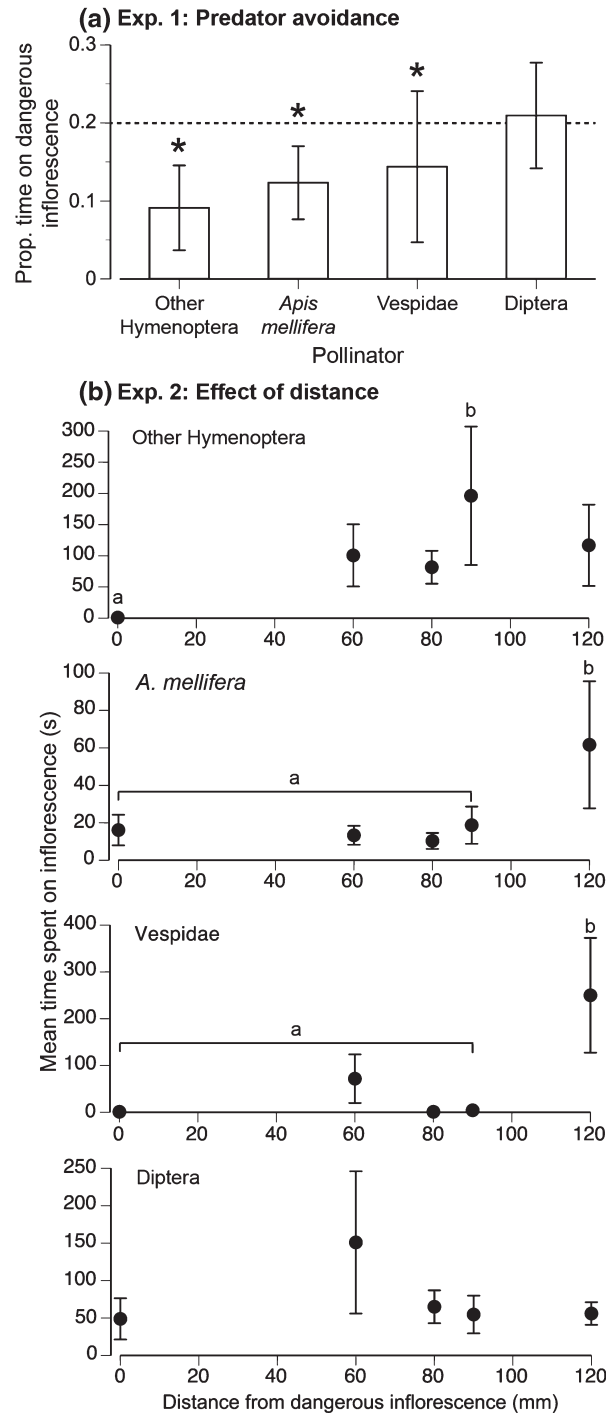 (a) Exp. 1: Predator avoidance
Prop. time on dangerous
inflorescence
0.3
0.2
0.1
0
*
*
*
Other
Hymenoptera
Apis
mellifera
Vespidae
Diptera
Pollinator
(b) Exp. 2: Effect of distance
Mean time spent on inflorescence (s)
Other Hymenoptera
300
250
200
150
100
50
0
a
b
0 20 40 60 80 100 120
A. mellifera
100
80
60
40
20
0
a
b
0 20 40 60 80 100 120
Vespidae
400
300
200
100
0
a
b
0 20 40 60 80 100 120
Diptera
250
200
150
100
50
0
0 20 40 60 80 100 120
Distance from dangerous inflorescence (mm)